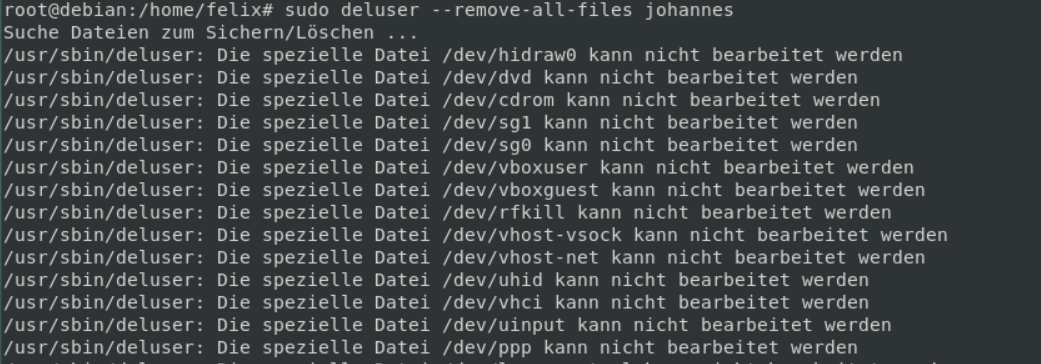 root@debian:/home/felix# sudo deluser --remove-all-files johannes
Suche Dateien zum Sichern/Löschen ...
/usr/sbin/deluser: Die spezielle Datei /dev/hidraw0 kann nicht bearbeitet werden
/usr/sbin/deluser: Die spezielle Datei /dev/dvd kann nicht bearbeitet werden
/usr/sbin/deluser: Die spezielle Datei /dev/cdrom kann nicht bearbeitet werden
/usr/sbin/deluser: Die spezielle Datei /dev/sg1 kann nicht bearbeitet werden
/usr/sbin/deluser: Die spezielle Datei /dev/sg0 kann nicht bearbeitet werden
/usr/sbin/deluser: Die spezielle Datei /dev/vboxuser kann nicht bearbeitet werden
/usr/sbin/deluser: Die spezielle Datei /dev/vboxguest kann nicht bearbeitet werden
/usr/sbin/deluser: Die spezielle Datei /dev/rfkill kann nicht bearbeitet werden
/usr/sbin/deluser: Die spezielle Datei /dev/vhost-vsock kann nicht bearbeitet werden
/usr/sbin/deluser: Die spezielle Datei /dev/vhost-net kann nicht bearbeitet werden
/usr/sbin/deluser: Die spezielle Datei /dev/uhid kann nicht bearbeitet werden
/usr/sbin/deluser: Die spezielle Datei /dev/vhci kann nicht bearbeitet werden
/usr/sbin/deluser: Die spezielle Datei /dev/uinput kann nicht bearbeitet werden
/usr/sbin/deluser: Die spezielle Datei /dev/ppp kann nicht bearbeitet werden